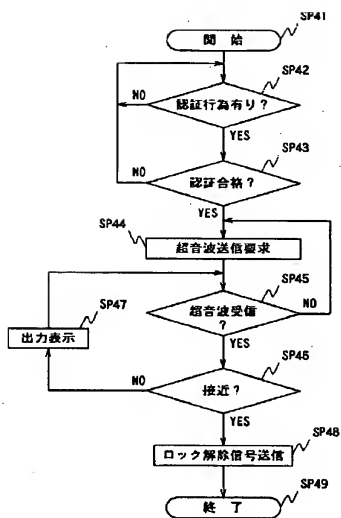 SP41
開始
SP42
認証行為有り?
NO
YES
SP43
認証合格?
NO
YES
SP44
超音波送信要求
SP45
超音波受信
?
NO
YES
SP47
出力表示
SP46
接近?
NO
YES
SP48
ロック解除信号送信
SP49
終了